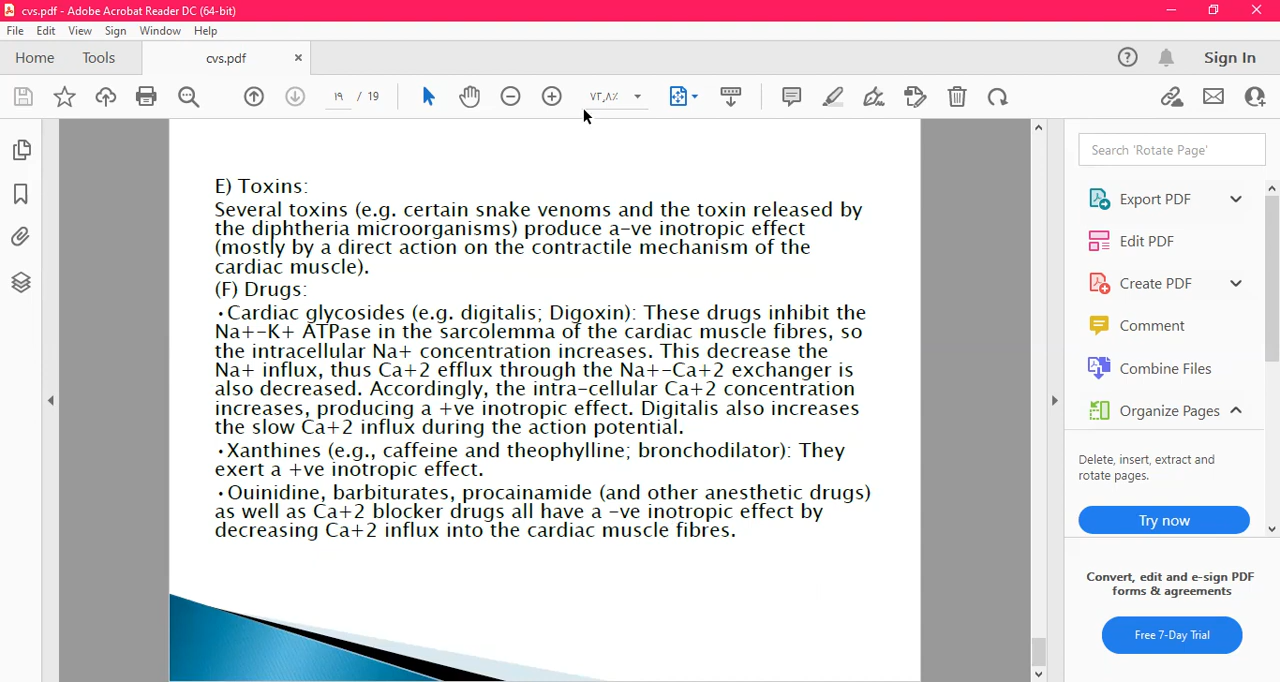 cvs.pdf - Adobe Acrobat Reader DC (64-bit)
File Edit View Sign Window Help
Home Tools cvs.pdf Sign In
١٩ / 19 ٧٣,٨٪
E) Toxins:
Several toxins (e.g. certain snake venoms and the toxin released by
the diphtheria microorganisms) produce a-ve inotropic effect
(mostly by a direct action on the contractile mechanism of the
cardiac muscle).
(F) Drugs:
•Cardiac glycosides (e.g. digitalis; Digoxin): These drugs inhibit the
Na+-K+ ATPase in the sarcolemma of the cardiac muscle fibres, so
the intracellular Na+ concentration increases. This decrease the
Na+ influx, thus Ca+2 efflux through the Na+-Ca+2 exchanger is
also decreased. Accordingly, the intra-cellular Ca+2 concentration
increases, producing a +ve inotropic effect. Digitalis also increases
the slow Ca+2 influx during the action potential.
•Xanthines (e.g., caffeine and theophylline; bronchodilator): They
exert a +ve inotropic effect.
•Ouinidine, barbiturates, procainamide (and other anesthetic drugs)
as well as Ca+2 blocker drugs all have a -ve inotropic effect by
decreasing Ca+2 influx into the cardiac muscle fibres.
Search 'Rotate Page'
Export PDF
Edit PDF
Create PDF
Comment
Combine Files
Organize Pages
Delete, insert, extract and
rotate pages.
Try now
Convert, edit and e-sign PDF
forms & agreements
Free 7-Day Trial